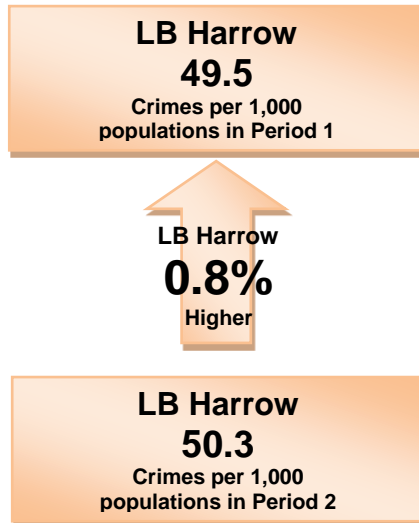 LB Harrow
49.5
Crimes per 1,000
populations in Period 1
LB Harrow
0.8%
Higher
LB Harrow
50.3
Crimes per 1,000
populations in Period 2